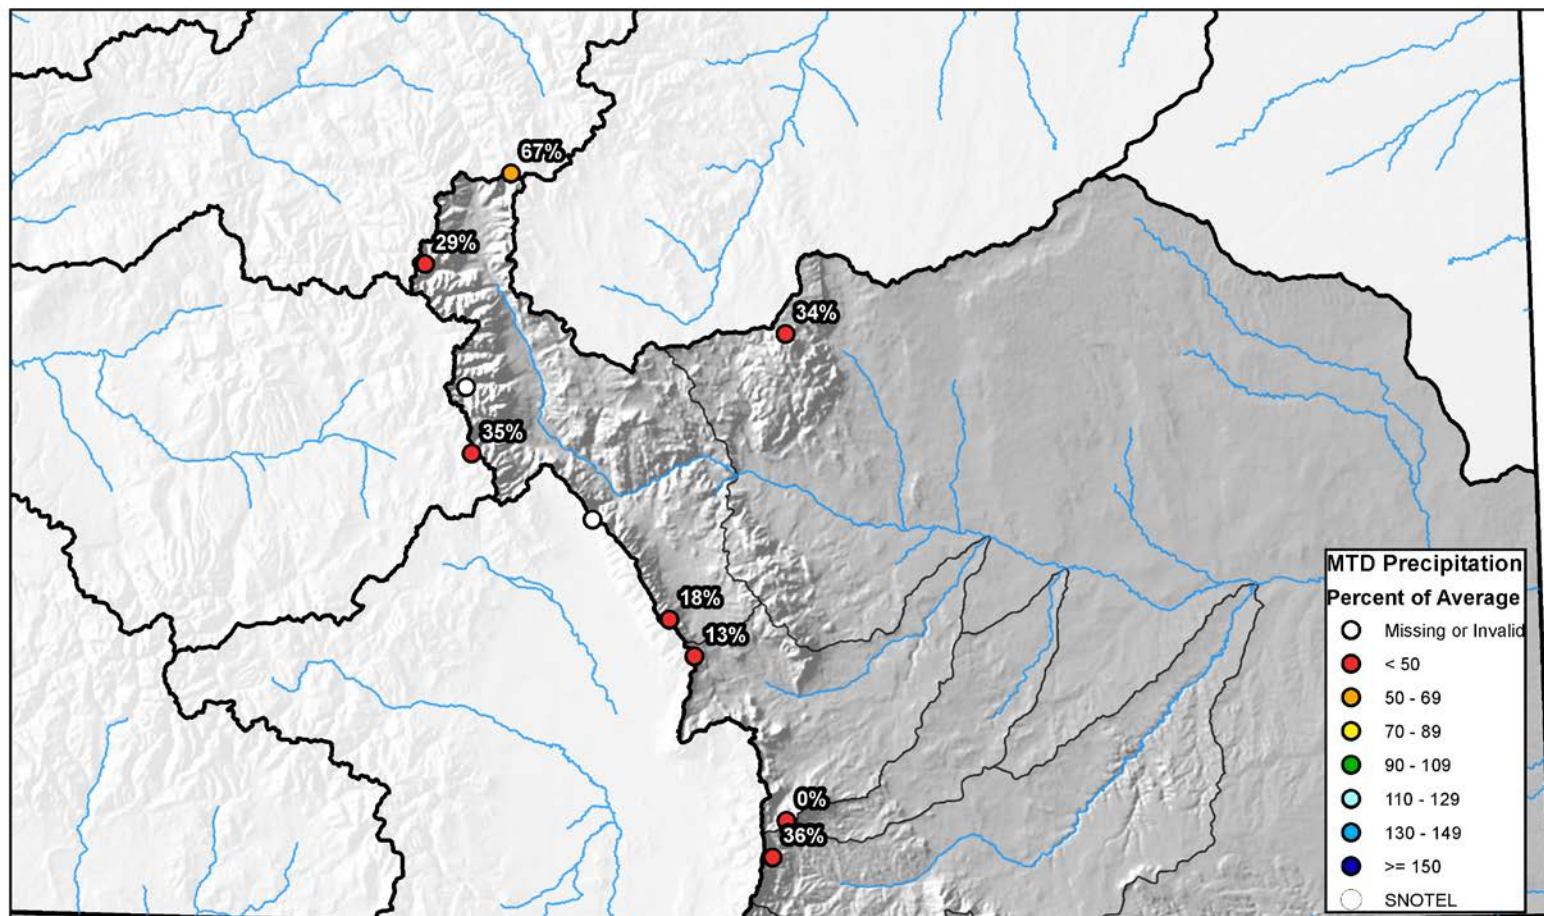 67%
29%
34%
35%
18%
13%
0%
36%
MTD Precipitation
Percent of Average
Missing or Invalid
< 50
50 - 69
70 - 89
90 - 109
110 - 129
130 - 149
>= 150
SNOTEL